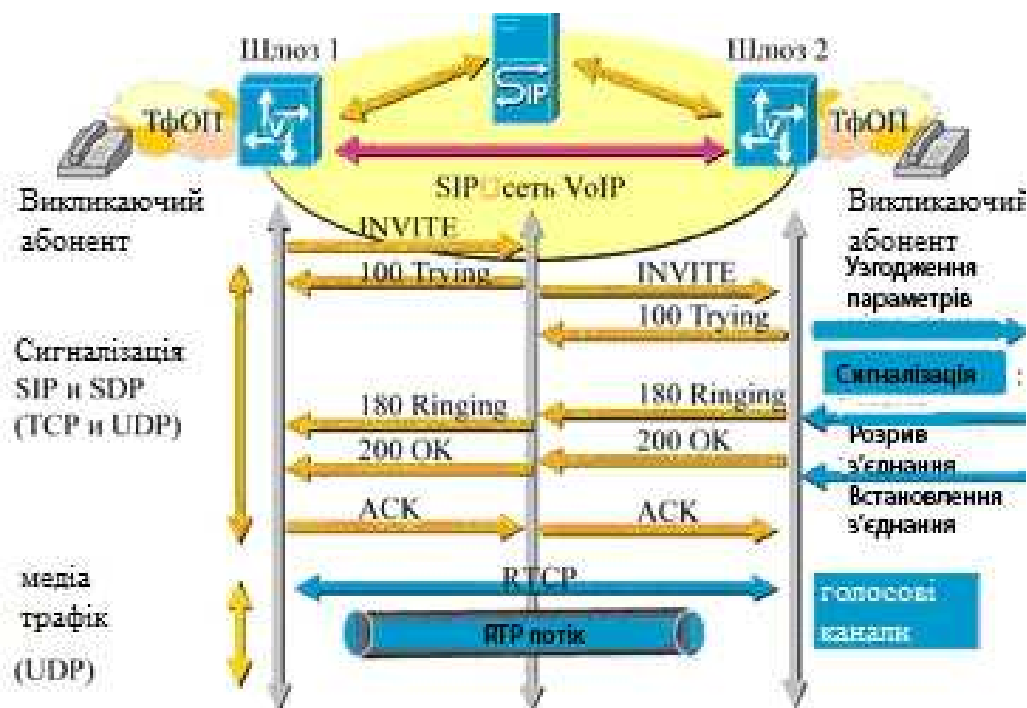 Шлюз 1
Шлюз 2
SIP
V
V
ТфОП
ТфОП
SIP□сеть VoIP
Викликаючий
абонент
Викликаючий
абонент
INVITE
100 Trying
INVITE
100 Trying
Узгодження
параметрів
Сигналізація
SIP и SDP
(TCP и UDP)
Сигналізація :
180 Ringing
180 Ringing
200 OK
200 OK
Розрив
з'єднання
Встановлення
з'єднання
ACK
ACK
медіа
трафік
(UDP)
RTCP
RTP потік
голосові
канали